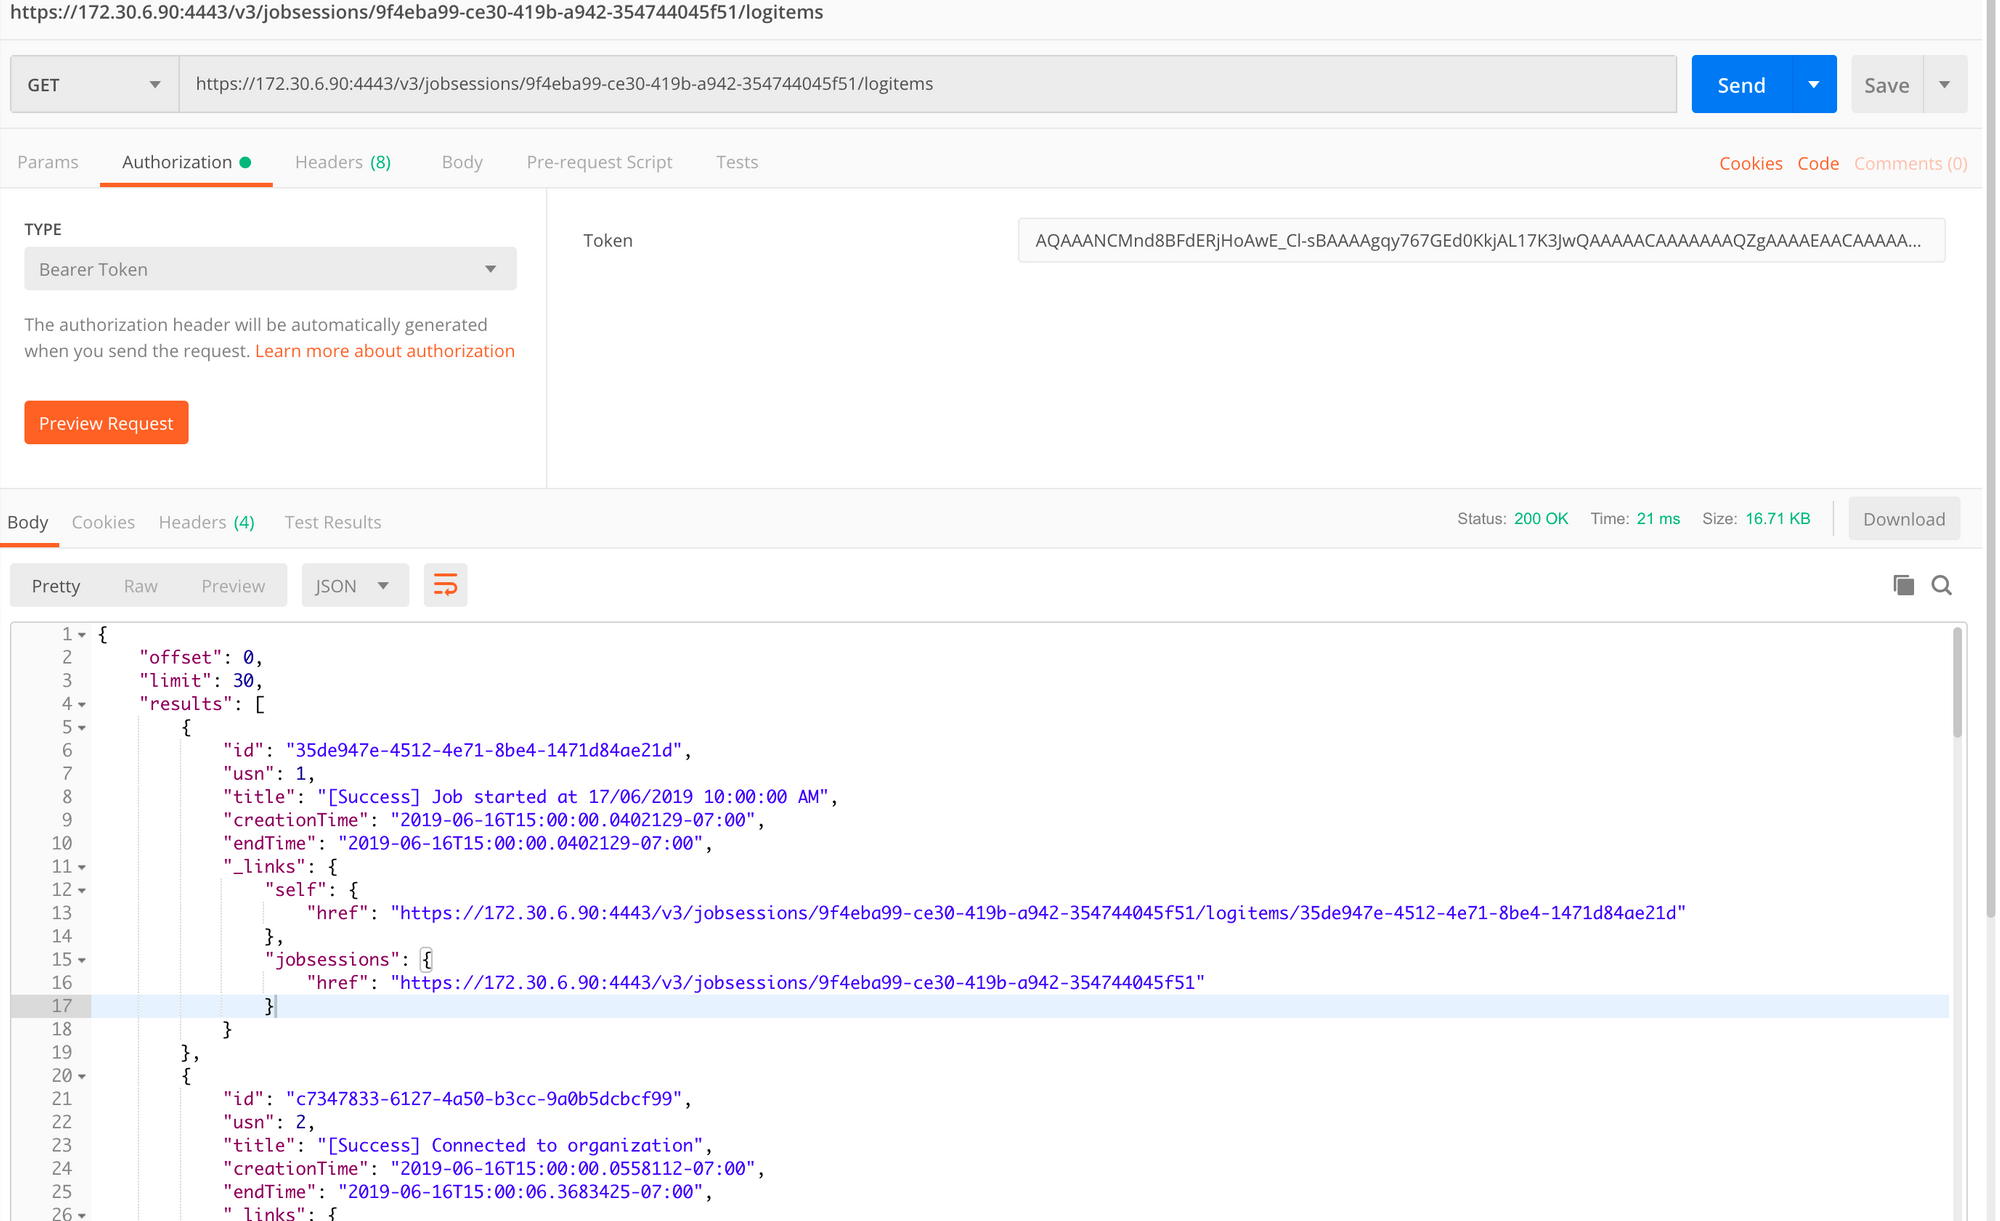 https://172.30.6.90:4443/v3/jobsessions/9f4eba99-ce30-419b-a942-354744045f51/logitems
GET https://172.30.6.90:4443/v3/jobsessions/9f4eba99-ce30-419b-a942-354744045f51/logitems Send Save
Params Authorization Headers (8) Body Pre-request Script Tests Cookies Code Comments (0)
TYPE
Bearer Token
The authorization header will be automatically generated
when you send the request. Learn more about authorization
Preview Request
Token AQAAANCMnd8BFdERjHoAwE_Cl-sBAAAAgqy767GEd0KkjAL17K3JwQAAAAACAAAAAAAQZgAAAAEAACAAAAA...
Body Cookies Headers (4) Test Results Status: 200 OK Time: 21 ms Size: 16.71 KB Download
Pretty Raw Preview JSON
1 {
2 "offset": 0,
3 "limit": 30,
4 "results": [
5 {
6 "id": "35de947e-4512-4e71-8be4-1471d84ae21d",
7 "usn": 1,
8 "title": "[Success] Job started at 17/06/2019 10:00:00 AM",
9 "creationTime": "2019-06-16T15:00:00.0402129-07:00",
10 "endTime": "2019-06-16T15:00:00.0402129-07:00",
11 "_links": {
12 "self": {
13 "href": "https://172.30.6.90:4443/v3/jobsessions/9f4eba99-ce30-419b-a942-354744045f51/logitems/35de947e-4512-4e71-8be4-1471d84ae21d"
14 },
15 "jobsessions": {
16 "href": "https://172.30.6.90:4443/v3/jobsessions/9f4eba99-ce30-419b-a942-354744045f51"
17 }
18 }
19 },
20 {
21 "id": "c7347833-6127-4a50-b3cc-9a0b5dcbcf99",
22 "usn": 2,
23 "title": "[Success] Connected to organization",
24 "creationTime": "2019-06-16T15:00:00.0558112-07:00",
25 "endTime": "2019-06-16T15:00:06.3683425-07:00",
26 "_links": {